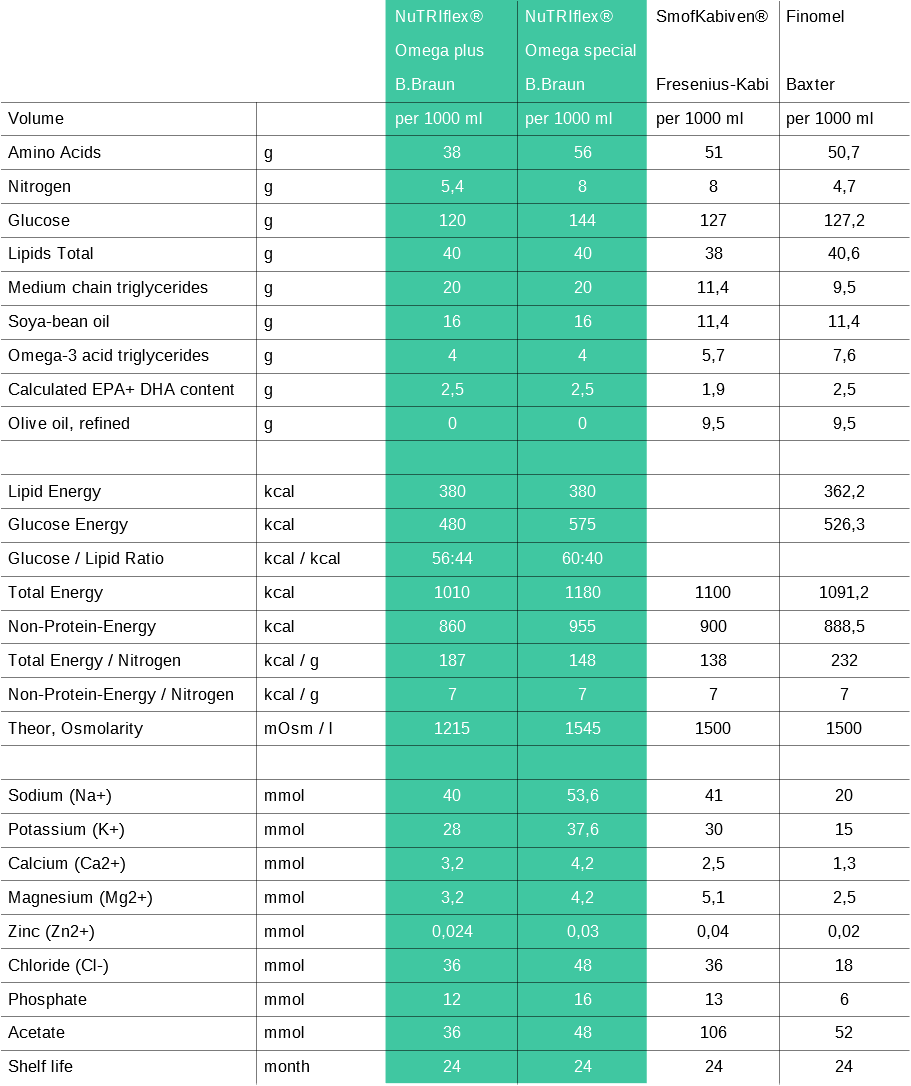 NuTRIflex® NuTRIflex® SmofKabiven® Finomel
Omega plus Omega special
B.Braun B.Braun Fresenius-Kabi Baxter
Volume per 1000 ml per 1000 ml per 1000 ml per 1000 ml
Amino Acids g 38 56 51 50,7
Nitrogen g 5,4 8 8 4,7
Glucose g 120 144 127 127,2
Lipids Total g 40 40 38 40,6
Medium chain triglycerides g 20 20 11,4 9,5
Soya-bean oil g 16 16 11,4 11,4
Omega-3 acid triglycerides g 4 4 5,7 7,6
Calculated EPA+ DHA content g 2,5 2,5 1,9 2,5
Olive oil, refined g 0 0 9,5 9,5
Lipid Energy kcal 380 380 362,2
Glucose Energy kcal 480 575 526,3
Glucose / Lipid Ratio kcal / kcal 56:44 60:40
Total Energy kcal 1010 1180 1100 1091,2
Non-Protein-Energy kcal 860 955 900 888,5
Total Energy / Nitrogen kcal / g 187 148 138 232
Non-Protein-Energy / Nitrogen kcal / g 7 7 7 7
Theor, Osmolarity mOsm / l 1215 1545 1500 1500
Sodium (Na+) mmol 40 53,6 41 20
Potassium (K+) mmol 28 37,6 30 15
Calcium (Ca2+) mmol 3,2 4,2 2,5 1,3
Magnesium (Mg2+) mmol 3,2 4,2 5,1 2,5
Zinc (Zn2+) mmol 0,024 0,03 0,04 0,02
Chloride (Cl-) mmol 36 48 36 18
Phosphate mmol 12 16 13 6
Acetate mmol 36 48 106 52
Shelf life month 24 24 24 24